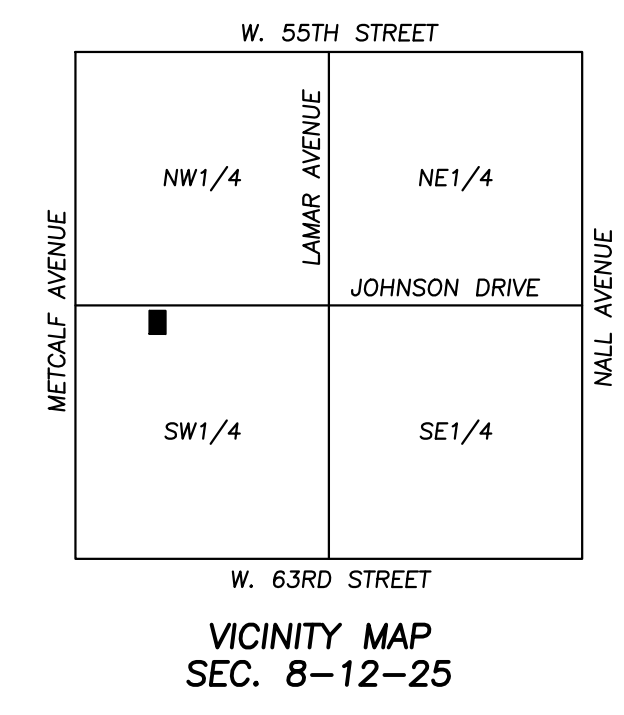 W. 55TH STREET
LAMAR AVENUE
NW1/4
NE1/4
METCALF AVENUE
JOHNSON DRIVE
NALL AVENUE
SW1/4
SE1/4
W. 63RD STREET
VICINITY MAP
SEC. 8-12-25